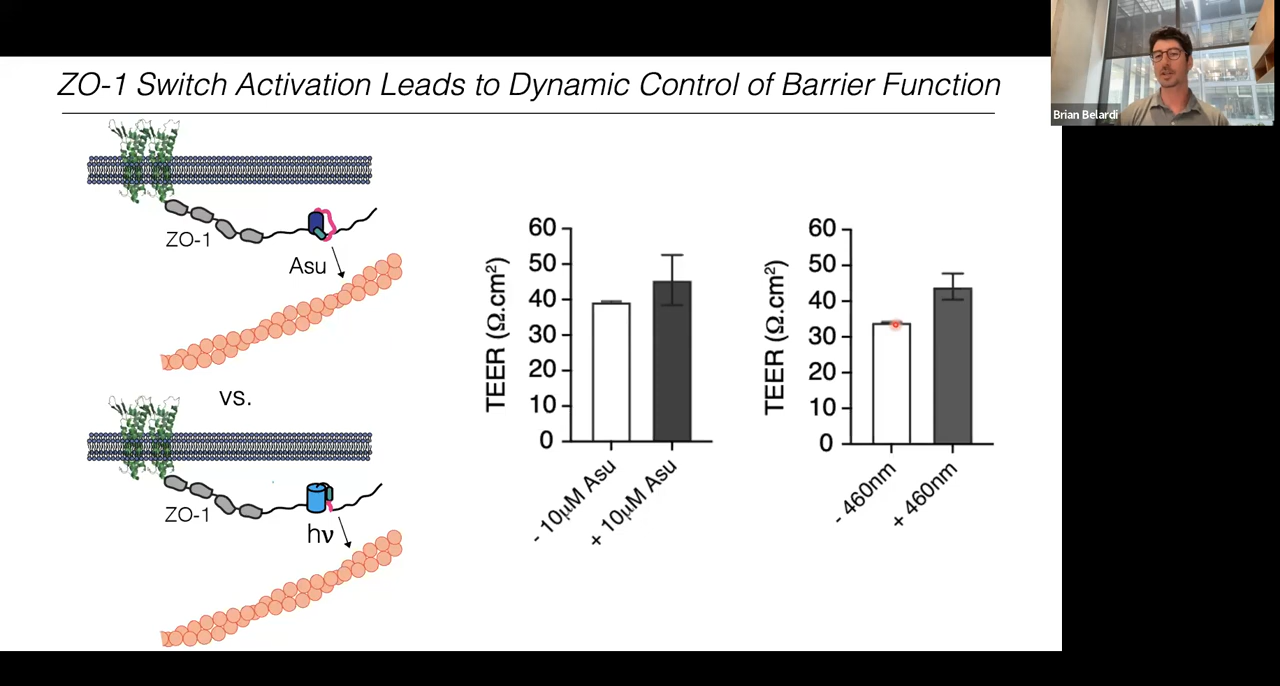 ZO-1 Switch Activation Leads to Dynamic Control of Barrier Function
Brian Belardi
ZO-1
Asu
vs.
ZO-1
hν
TEER (Ω.cm²)
60
50
40
30
20
10
0
- 10μM Asu
+ 10μM Asu
TEER (Ω.cm²)
60
50
40
30
20
10
0
- 460nm
+ 460nm